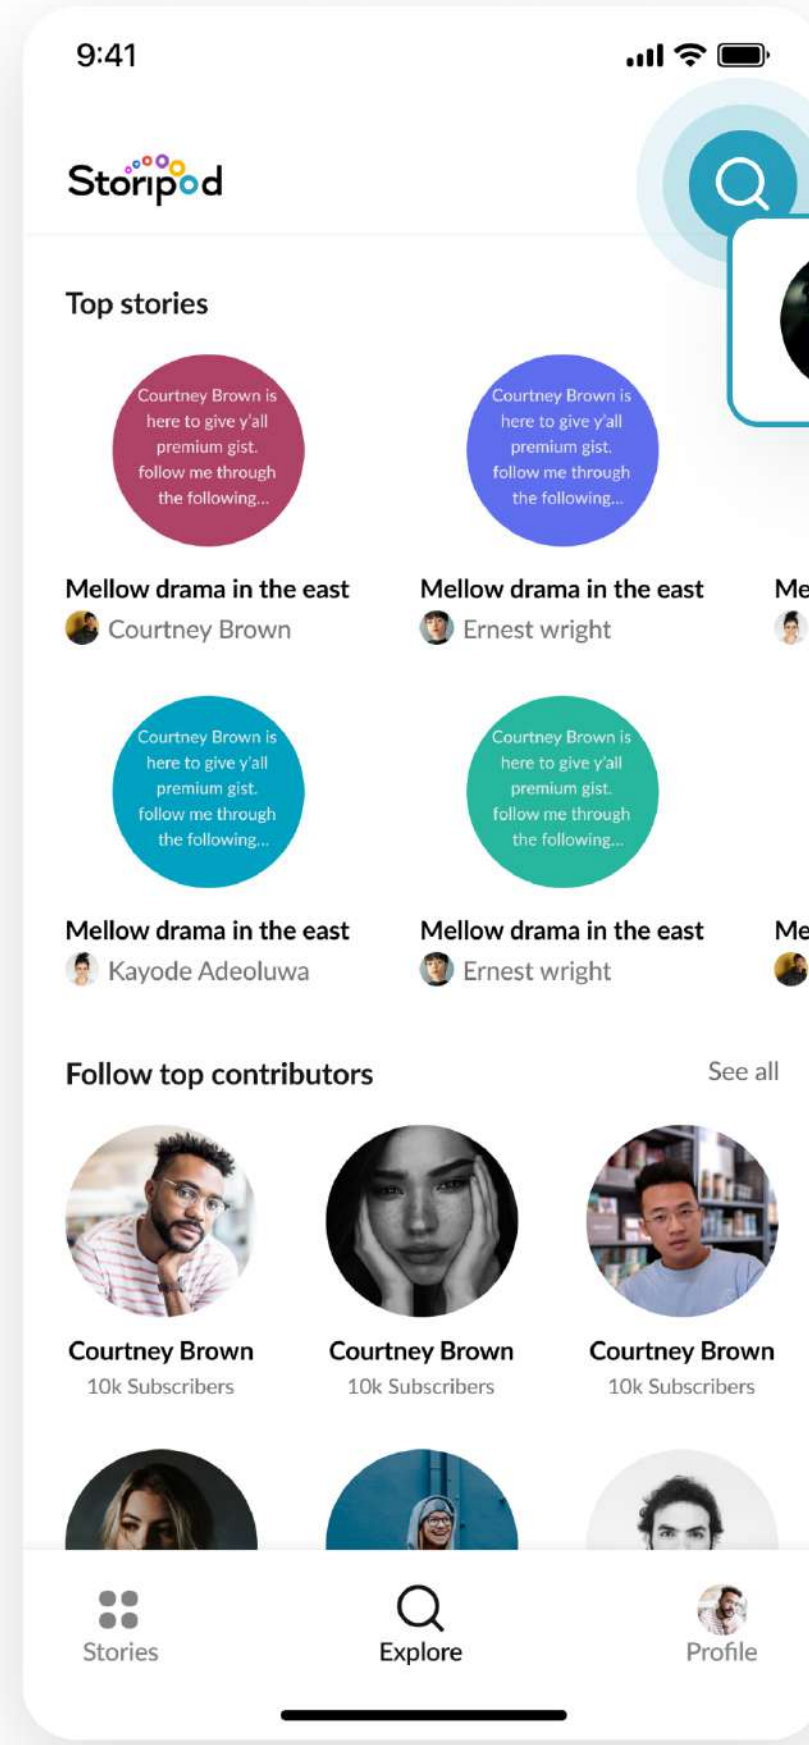 9:41
Storipod
Top stories
Courtney Brown is
here to give y'all
premium gist.
follow me through
the following...
Courtney Brown is
here to give y'all
premium gist.
follow me through
the following...
Mellow drama in the east
Mellow drama in the east
Me
Courtney Brown
Ernest wright
Courtney Brown is
here to give y'all
premium gist.
follow me through
the following...
Courtney Brown is
here to give y'all
premium gist.
follow me through
the following...
Mellow drama in the east
Mellow drama in the east
Me
Kayode Adeoluwa
Ernest wright
Follow top contributors
See all
Courtney Brown
Courtney Brown
Courtney Brown
10k Subscribers
10k Subscribers
10k Subscribers
Stories
Explore
Profile